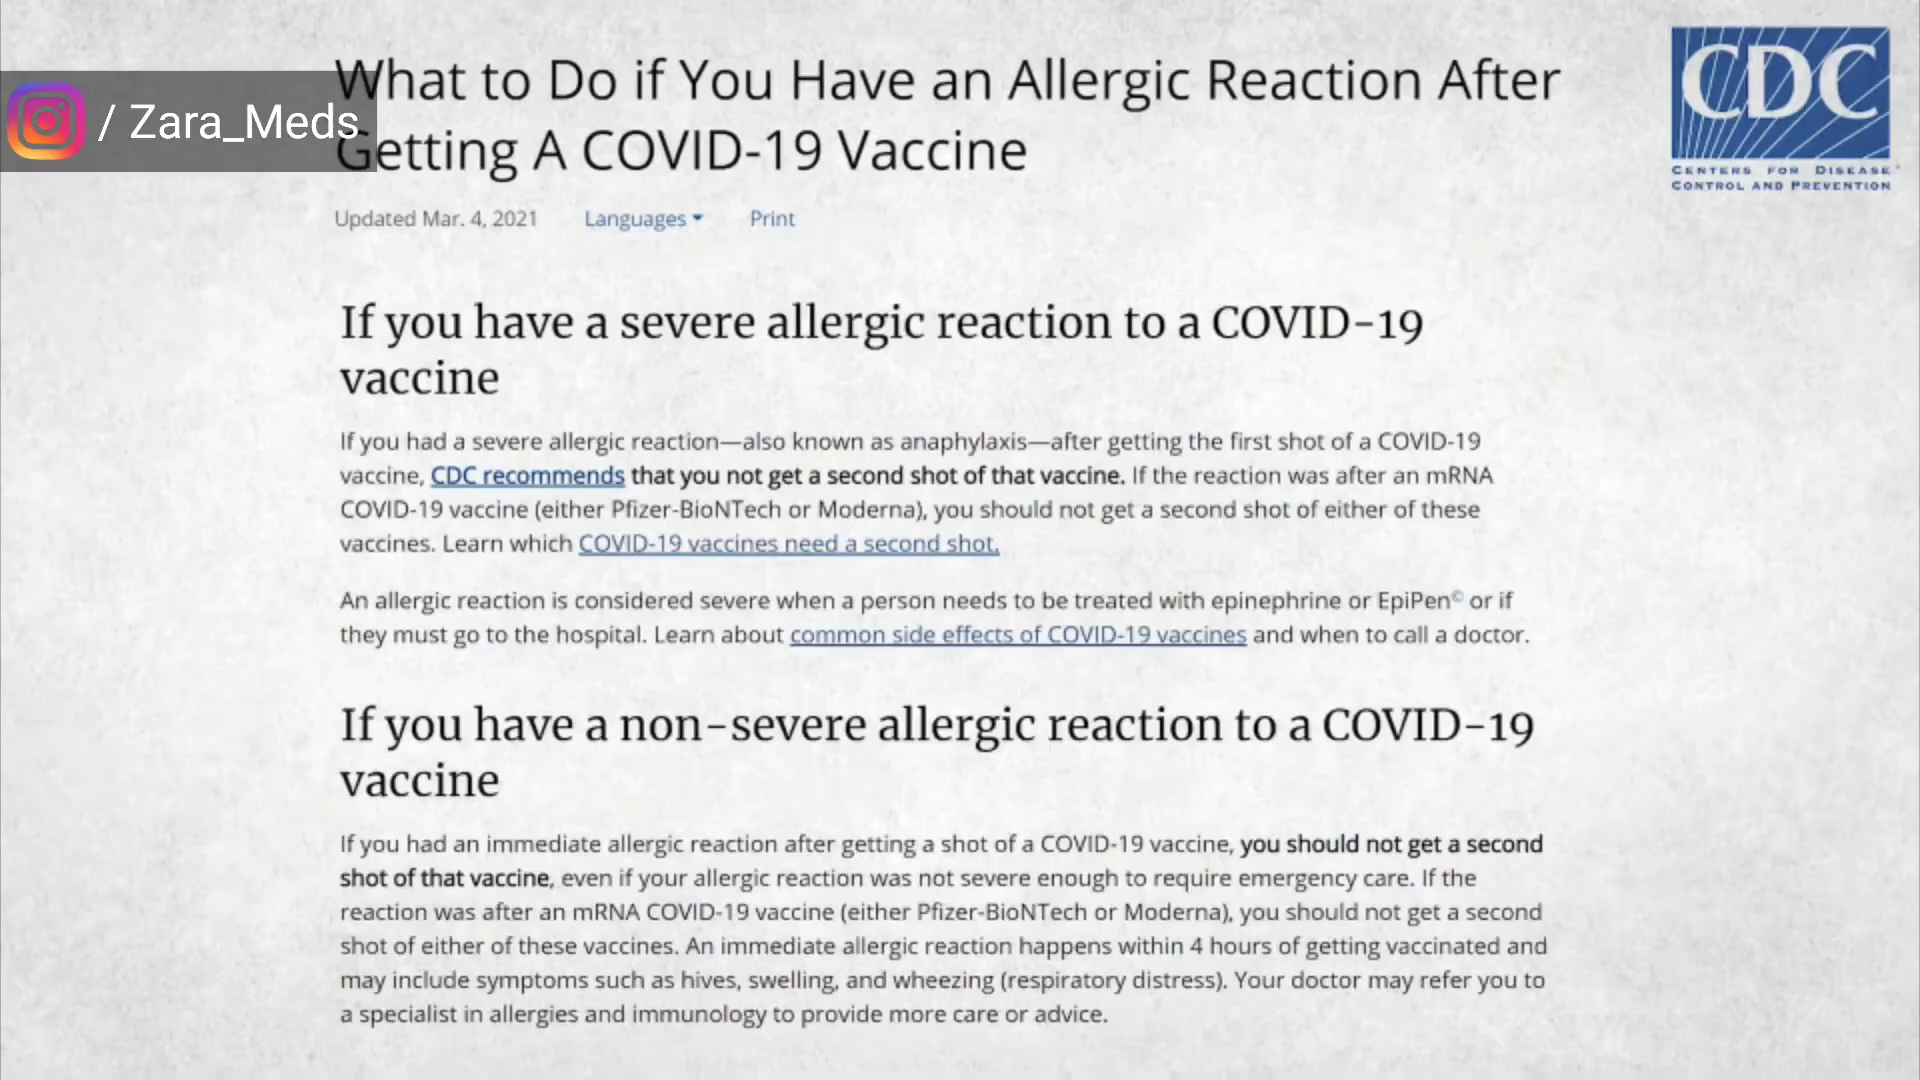 What to Do if You Have an Allergic Reaction After
Getting A COVID-19 Vaccine
/ Zara_Meds
CDC
CENTERS FOR DISEASE
CONTROL AND PREVENTION
Updated Mar. 4, 2021 Languages Print
If you have a severe allergic reaction to a COVID-19
vaccine
If you had a severe allergic reaction—also known as anaphylaxis—after getting the first shot of a COVID-19
vaccine, CDC recommends that you not get a second shot of that vaccine. If the reaction was after an mRNA
COVID-19 vaccine (either Pfizer-BioNTech or Moderna), you should not get a second shot of either of these
vaccines. Learn which COVID-19 vaccines need a second shot.
An allergic reaction is considered severe when a person needs to be treated with epinephrine or EpiPen© or if
they must go to the hospital. Learn about common side effects of COVID-19 vaccines and when to call a doctor.
If you have a non-severe allergic reaction to a COVID-19
vaccine
If you had an immediate allergic reaction after getting a shot of a COVID-19 vaccine, you should not get a second
shot of that vaccine, even if your allergic reaction was not severe enough to require emergency care. If the
reaction was after an mRNA COVID-19 vaccine (either Pfizer-BioNTech or Moderna), you should not get a second
shot of either of these vaccines. An immediate allergic reaction happens within 4 hours of getting vaccinated and
may include symptoms such as hives, swelling, and wheezing (respiratory distress). Your doctor may refer you to
a specialist in allergies and immunology to provide more care or advice.